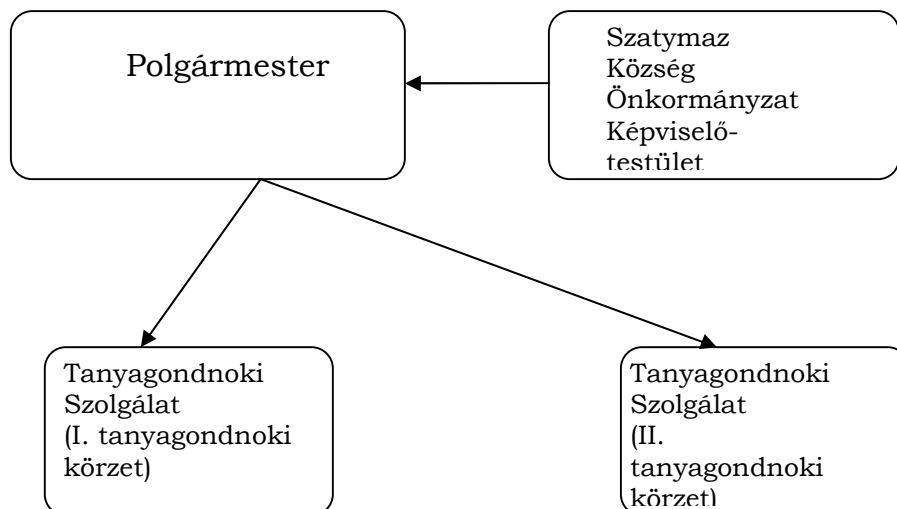 Polgármester
Szatymaz
Község
Önkormányzat
Képviselő-
testület
Tanyagondnoki
Szolgálat
(I. tanyagondnoki
körzet)
Tanyagondnoki
Szolgálat
(II.
tanyagondnoki
körzet)